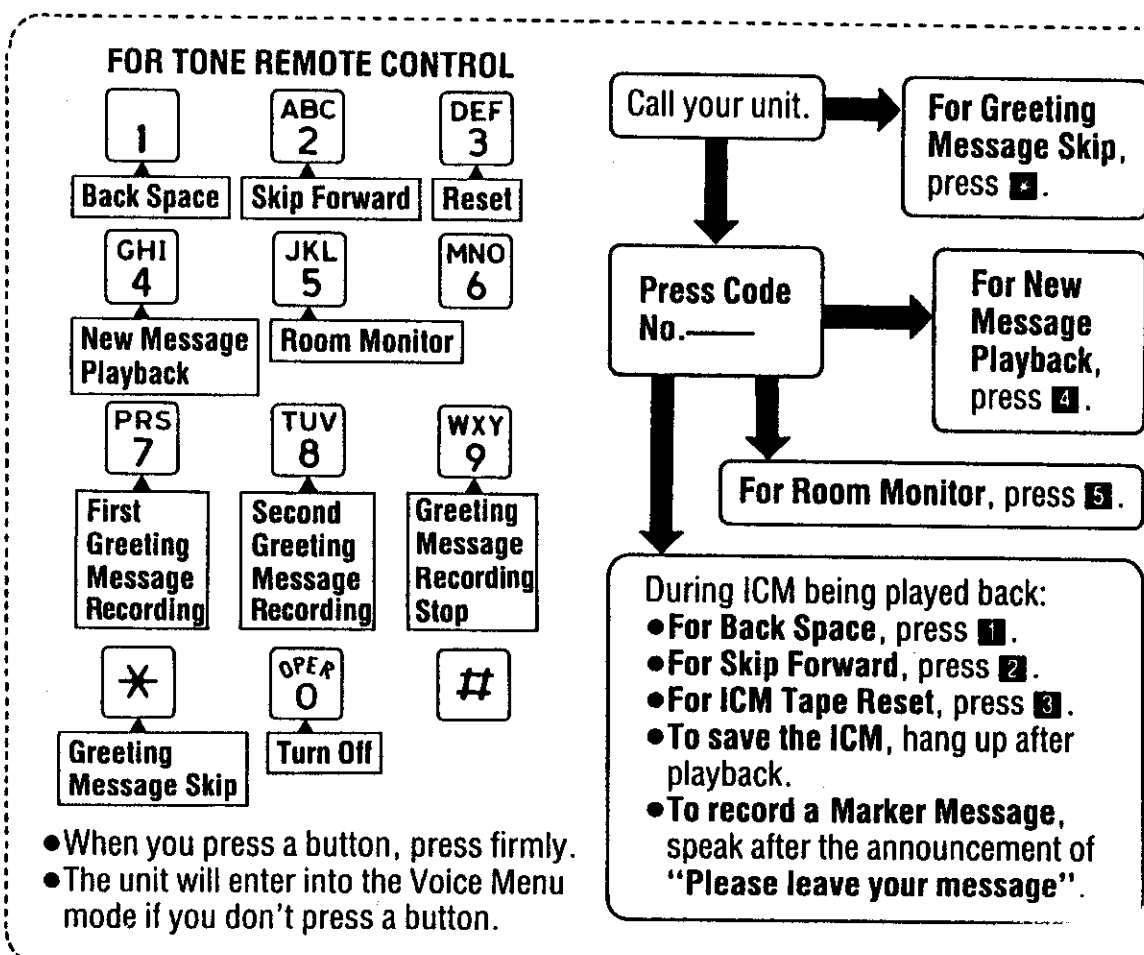 FOR TONE REMOTE CONTROL
1
ABC
2
DEF
3
Back Space
Skip Forward
Reset
GHI
4
JKL
5
MNO
6
New Message
Playback
Room Monitor
PRS
7
TUV
8
WXY
9
First
Greeting
Message
Recording
Second
Greeting
Message
Recording
Greeting
Message
Recording
Stop
*
OPER
0
#
Greeting
Message Skip
Turn Off
●When you press a button, press firmly.
●The unit will enter into the Voice Menu
mode if you don't press a button.
Call your unit.
For Greeting
Message Skip,
press *.
Press Code
No.——
For New
Message
Playback,
press 4.
For Room Monitor, press 5.
During ICM being played back:
●For Back Space, press 1.
●For Skip Forward, press 2.
●For ICM Tape Reset, press 3.
●To save the ICM, hang up after
playback.
●To record a Marker Message,
speak after the announcement of
"Please leave your message".